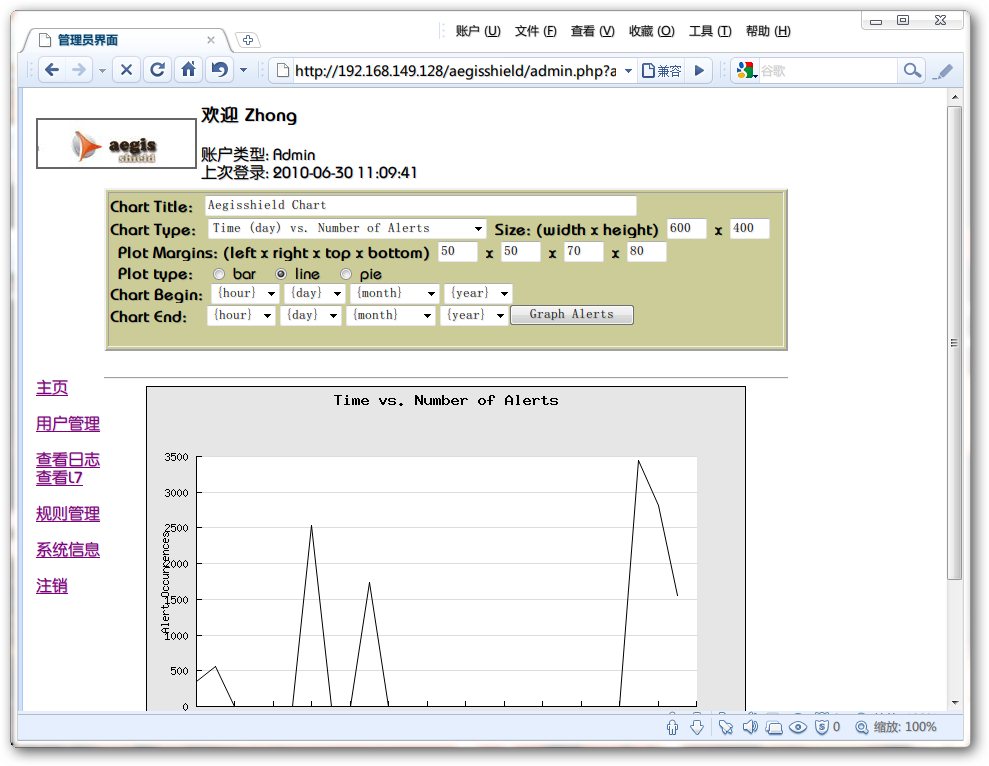 账户 (U) 文件 (F) 查看 (V) 收藏 (O) 工具 (T) 帮助 (H)
管理员界面
http://192.168.149.128/aegisshield/admin.php?a 兼容 谷歌
欢迎 Zhong
aegis
shield
账户类型: Admin
上次登录: 2010-06-30 11:09:41
Chart Title: Aegisshield Chart
Chart Type: Time (day) vs. Number of Alerts Size: (width x height) 600 x 400
Plot Margins: (left x right x top x bottom) 50 x 50 x 70 x 80
Plot type: bar line pie
Chart Begin: {hour} {day} {month} {year}
Chart End: {hour} {day} {month} {year} Graph Alerts
主页
用户管理
查看日志
查看l7
规则管理
系统信息
注销
Time vs. Number of Alerts
Alert Occurrences
3500
3000
2500
2000
1500
1000
500
0
0 缩放: 100%